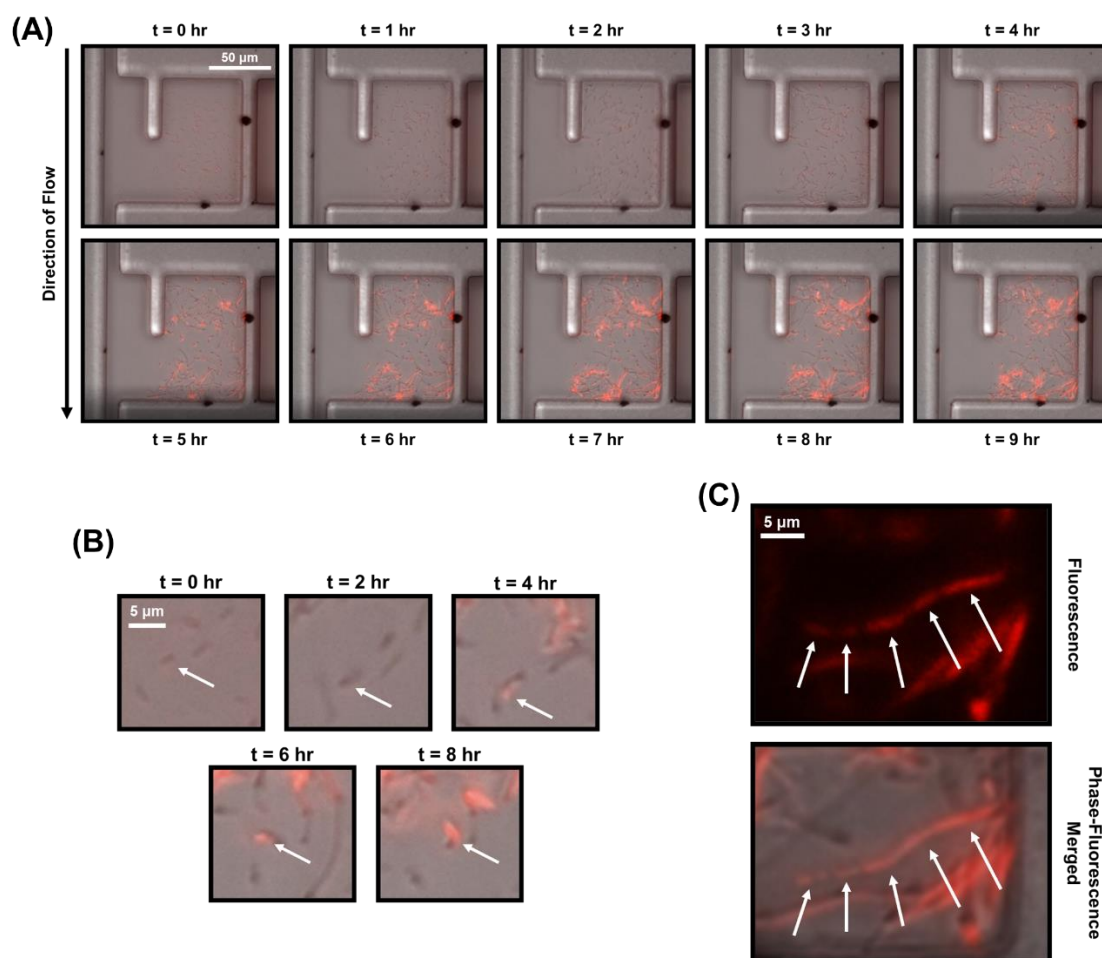 (A)
t = 0 hr
t = 1 hr
t = 2 hr
t = 3 hr
t = 4 hr
50 µm
Direction of Flow
t = 5 hr
t = 6 hr
t = 7 hr
t = 8 hr
t = 9 hr
(B)
t = 0 hr
t = 2 hr
t = 4 hr
5 µm
t = 6 hr
t = 8 hr
(C)
5 µm
Fluorescence
Phase-Fluorescence
Merged